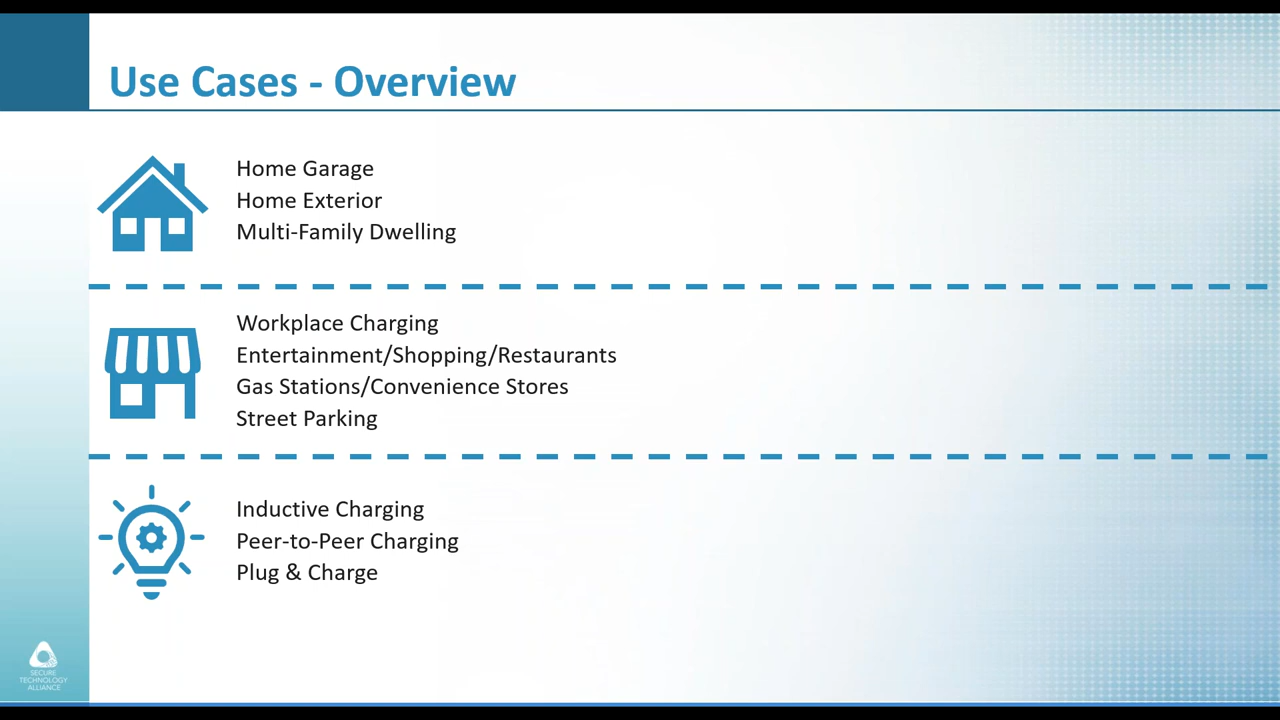 Use Cases - Overview
Home Garage
Home Exterior
Multi-Family Dwelling
Workplace Charging
Entertainment/Shopping/Restaurants
Gas Stations/Convenience Stores
Street Parking
Inductive Charging
Peer-to-Peer Charging
Plug & Charge
SECURE
TECHNOLOGY
ALLIANCE